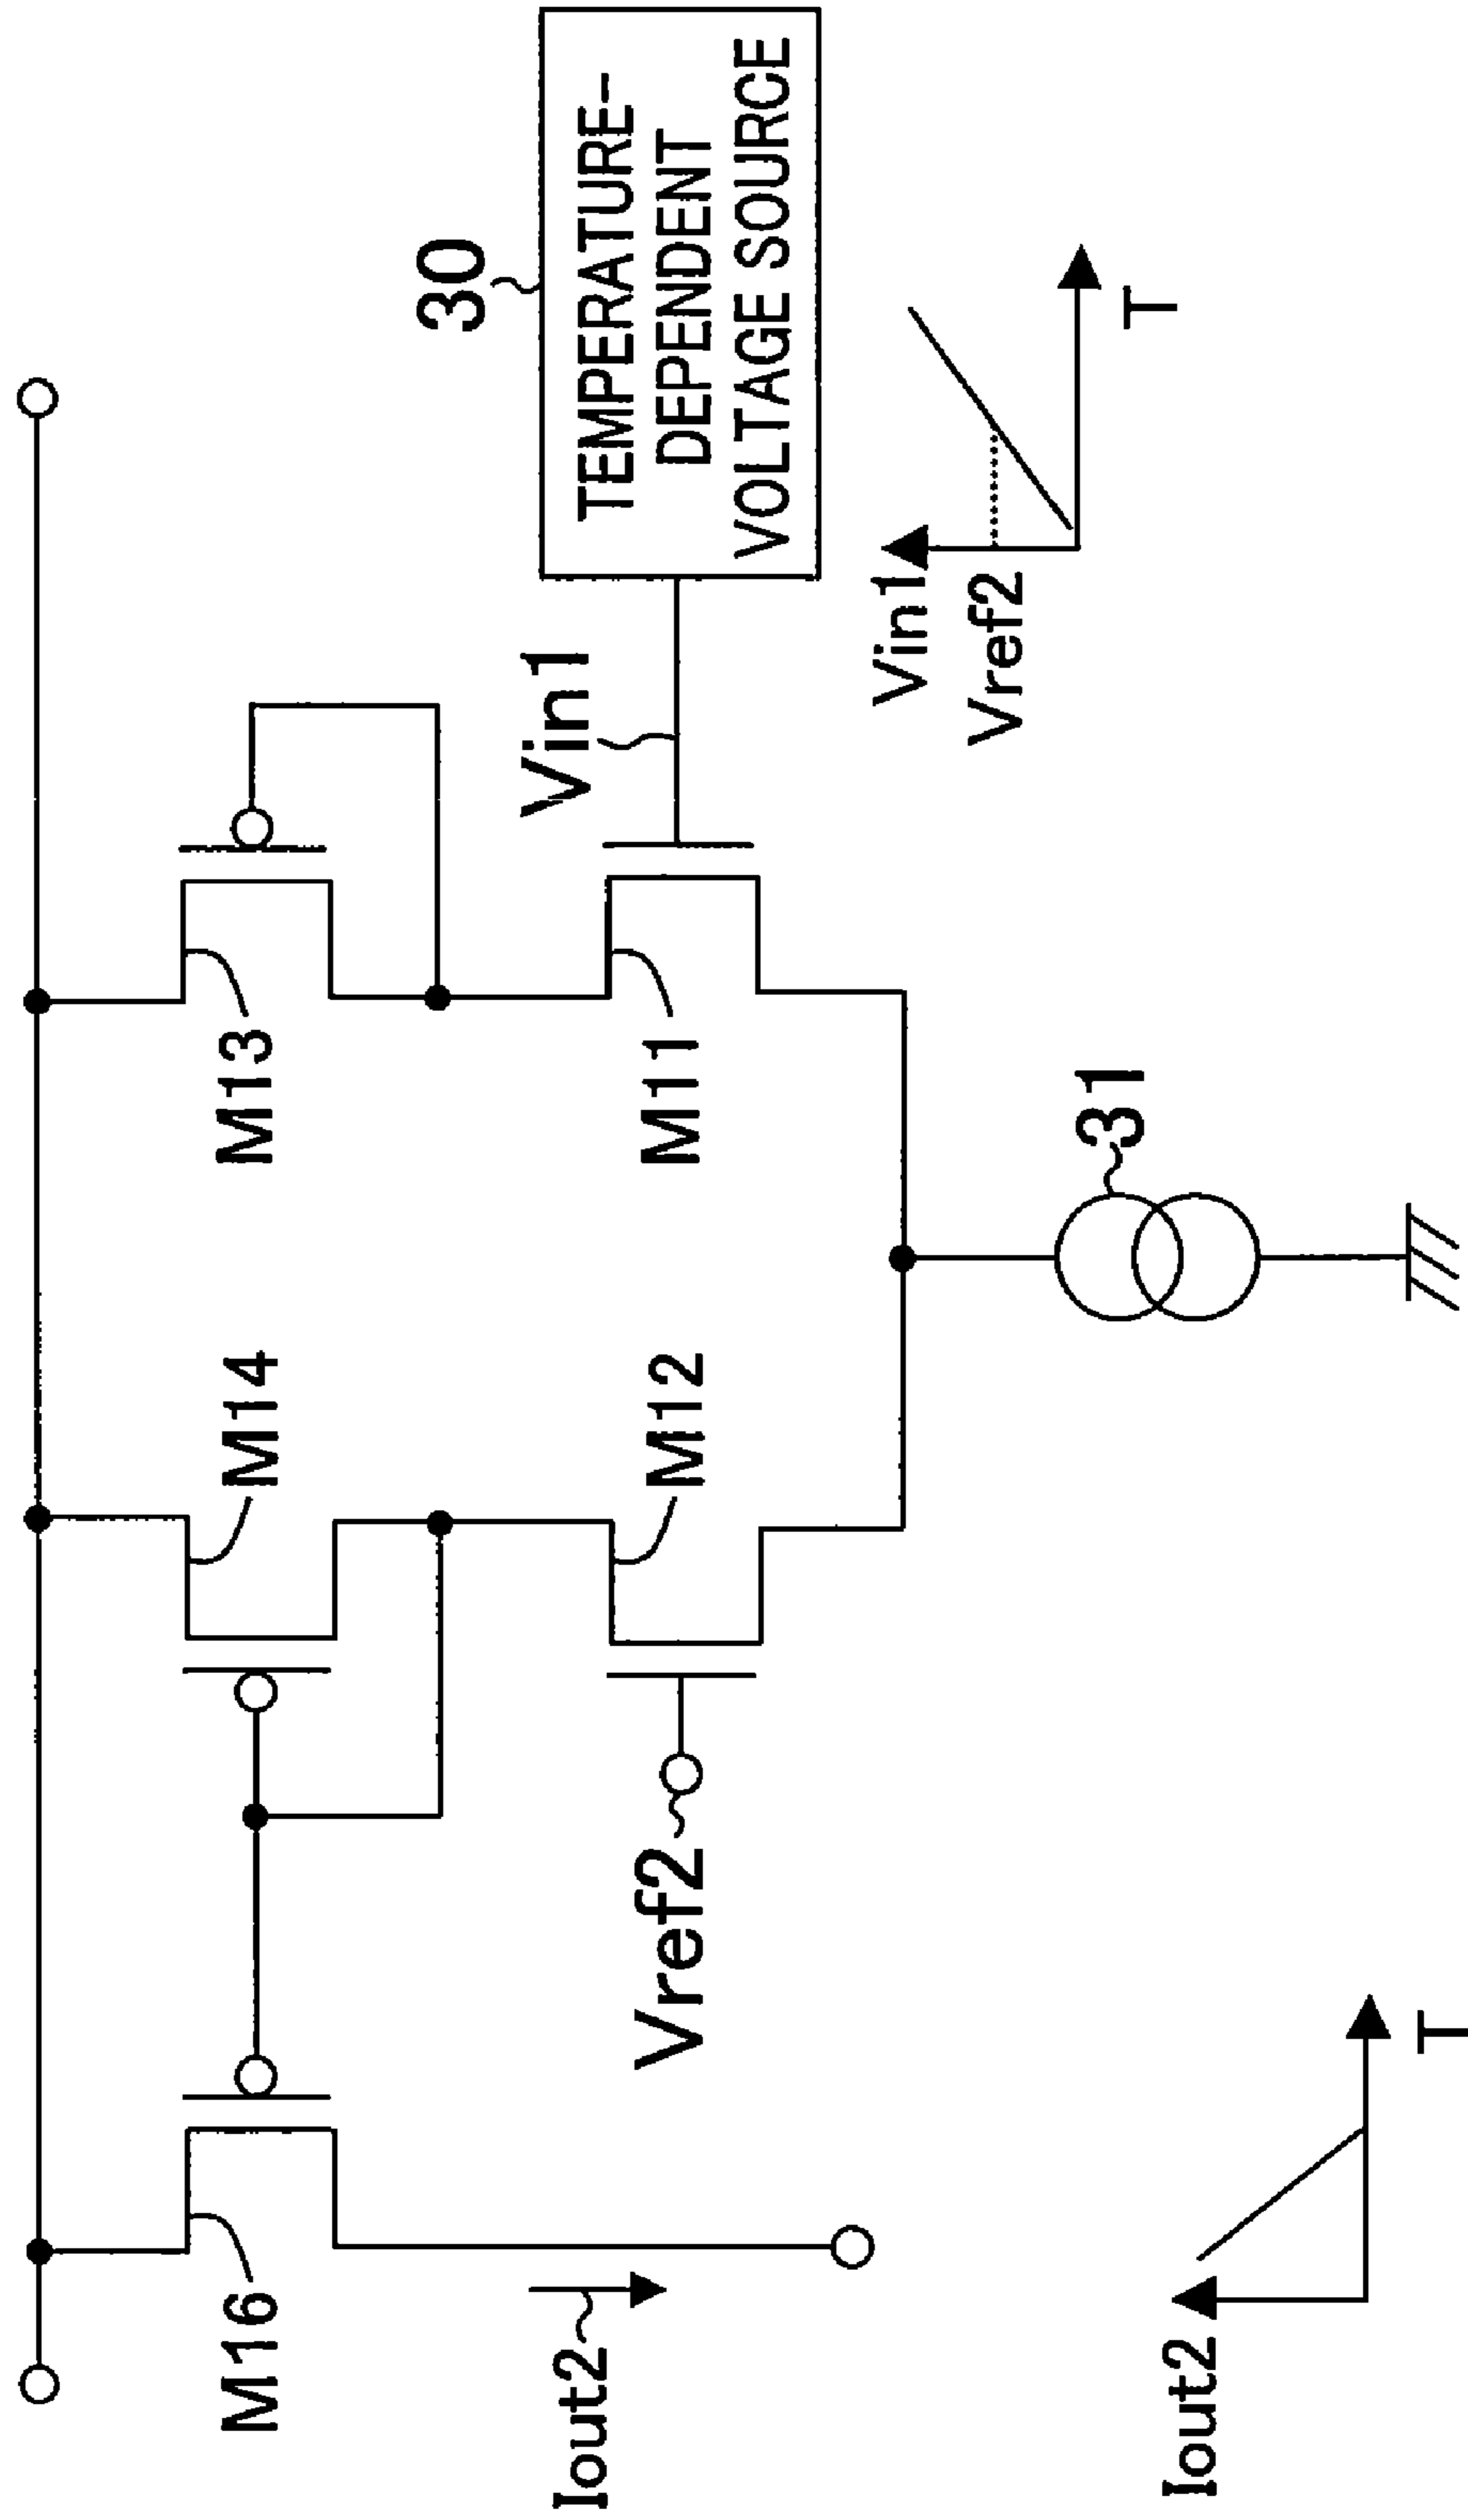 M16
M14
M13
30
Iout2
Vref2
M12
M11
Vin1
TEMPERATURE-
DEPENDENT
VOLTAGE SOURCE
31
Vin1
Vref2
T
Iout2
T